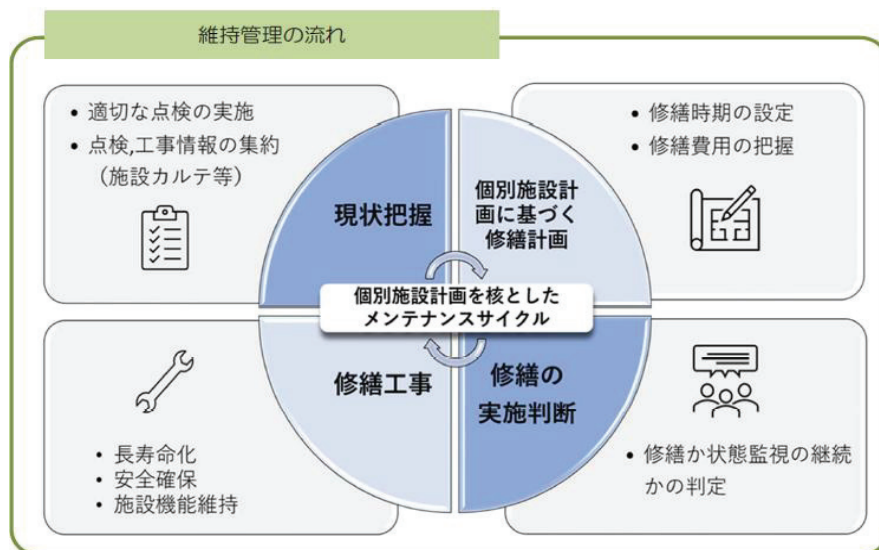 維持管理の流れ
• 適切な点検の実施
• 点検,工事情報の集約
（施設カルテ等）
現状把握
個別施設計
画に基づく
修繕計画
• 修繕時期の設定
• 修繕費用の把握
個別施設計画を核とした
メンテナンスサイクル
修繕工事
• 長寿命化
• 安全確保
• 施設機能維持
修繕の
実施判断
• 修繕か状態監視の継続
かの判定